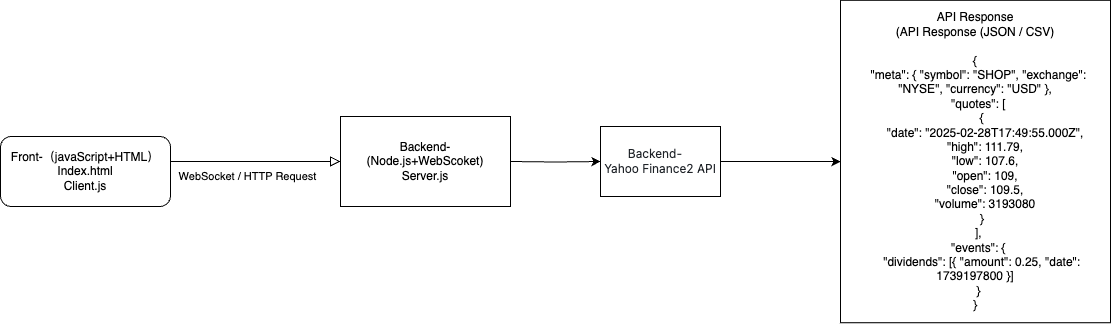 Front-（javaScript+HTML）
Index.html
Client.js
WebSocket / HTTP Request
Backend-
(Node.js+WebScoket)
Server.js
Backend-
Yahoo Finance2 API
API Response
(API Response (JSON / CSV)
{
"meta": { "symbol": "SHOP", "exchange":
"NYSE", "currency": "USD" },
"quotes": [
{
"date": "2025-02-28T17:49:55.000Z",
"high": 111.79,
"low": 107.6,
"open": 109,
"close": 109.5,
"volume": 3193080
}
],
"events": {
"dividends": [{ "amount": 0.25, "date":
1739197800 }]
}
}